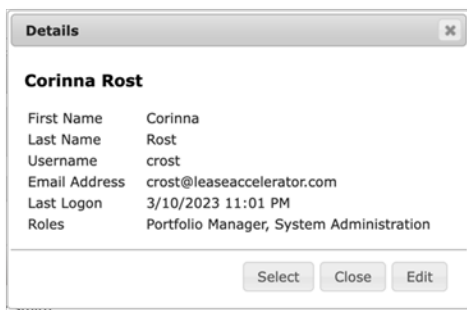 Details
Corinna Rost
First Name Corinna
Last Name Rost
Username crost
Email Address crost@leaseaccelerator.com
Last Logon 3/10/2023 11:01 PM
Roles Portfolio Manager, System Administration
Select Close Edit